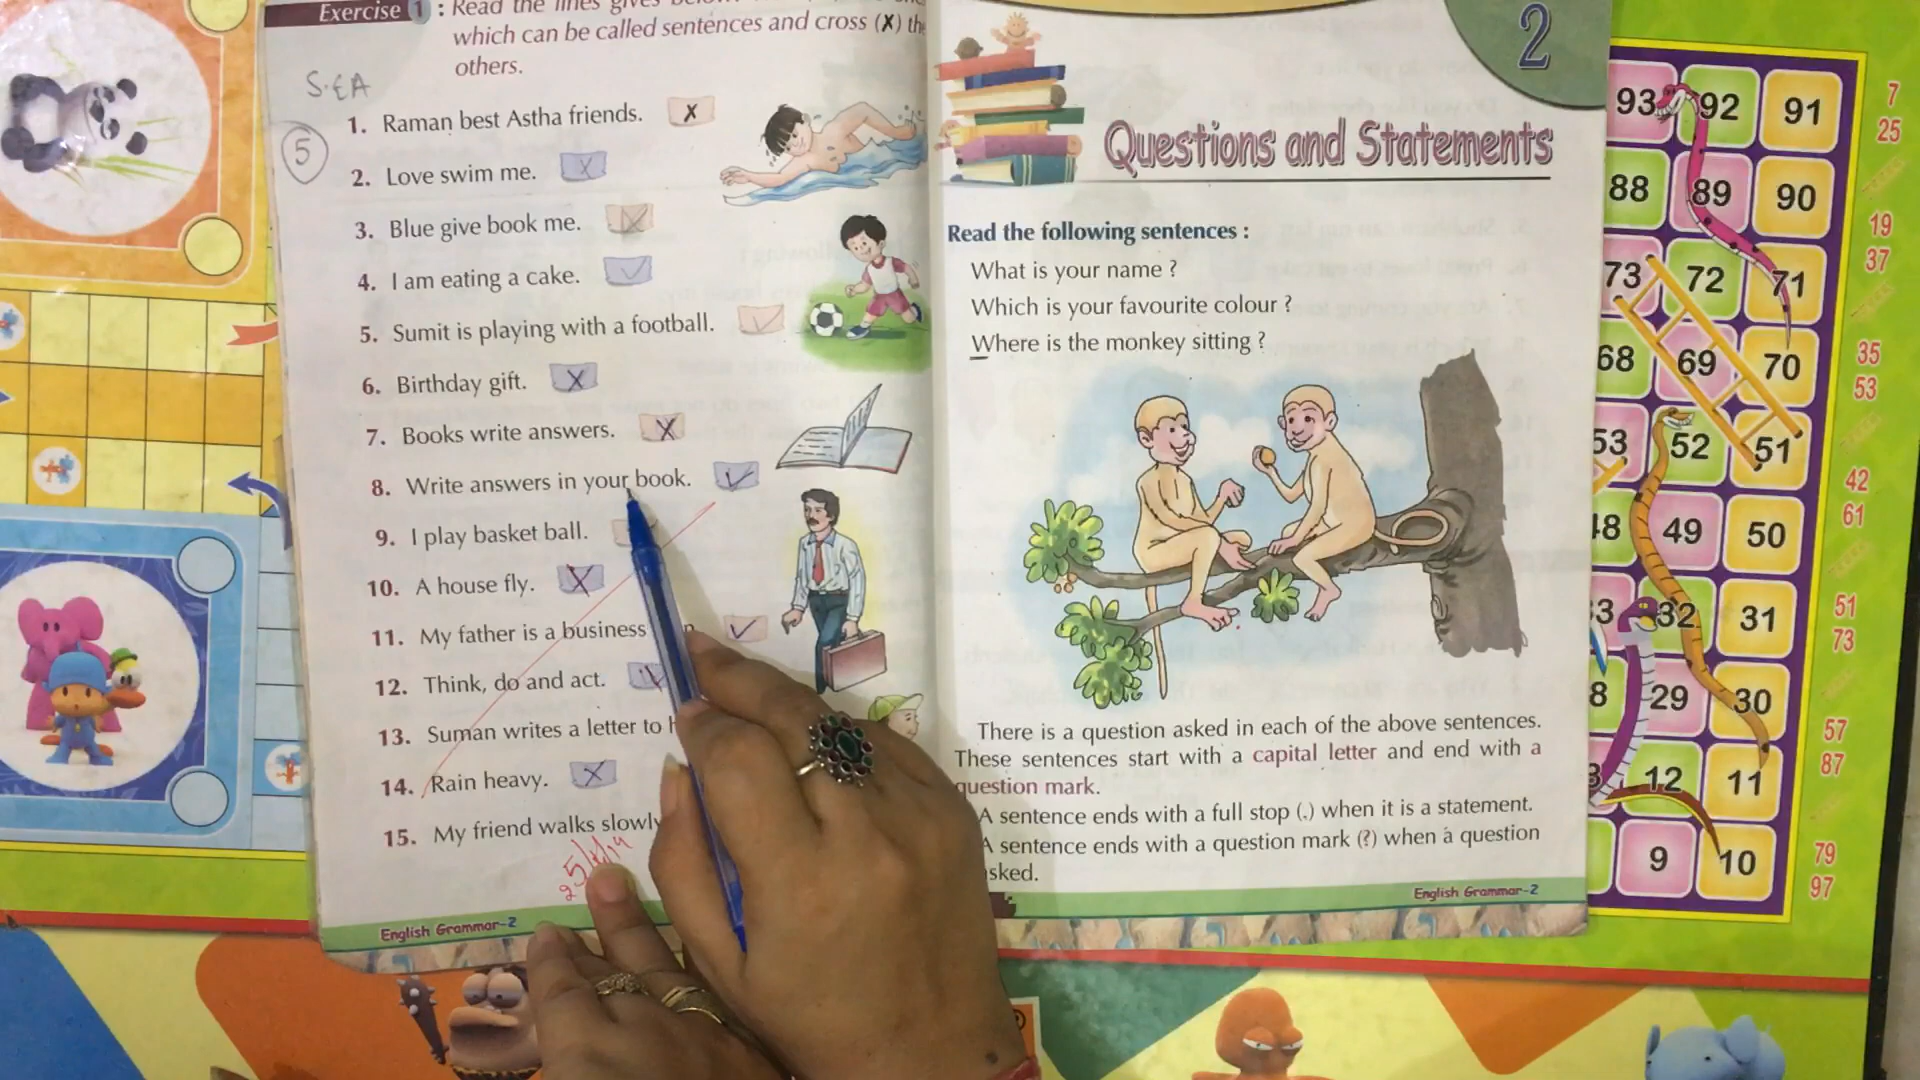 Exercise 1 : Read the lines
which can be called sentences and cross (✗) the
others.
S.EA
5
1. Raman best Astha friends. ✗
2. Love swim me. ✗
3. Blue give book me.
4. I am eating a cake. ✓
5. Sumit is playing with a football. ✓
6. Birthday gift. ✗
7. Books write answers. ✗
8. Write answers in your book. ✓
9. I play basket ball.
10. A house fly. ✗
11. My father is a business
12. Think, do and act.
13. Suman writes a letter to
14. Rain heavy. ✗
15. My friend walks slowly
English Grammar-2
2
Questions and Statements
Read the following sentences :
What is your name ?
Which is your favourite colour ?
Where is the monkey sitting ?
There is a question asked in each of the above sentences.
These sentences start with a capital letter and end with a
question mark.
A sentence ends with a full stop (.) when it is a statement.
A sentence ends with a question mark (?) when a question
asked.
English Grammar-2
93 92 91
88 89 90
73 72 71
68 69 70
53 52 51
48 49 50
32 31
29 30
12 11
9 10
7
25
19
37
35
53
42
61
51
73
57
87
79
97